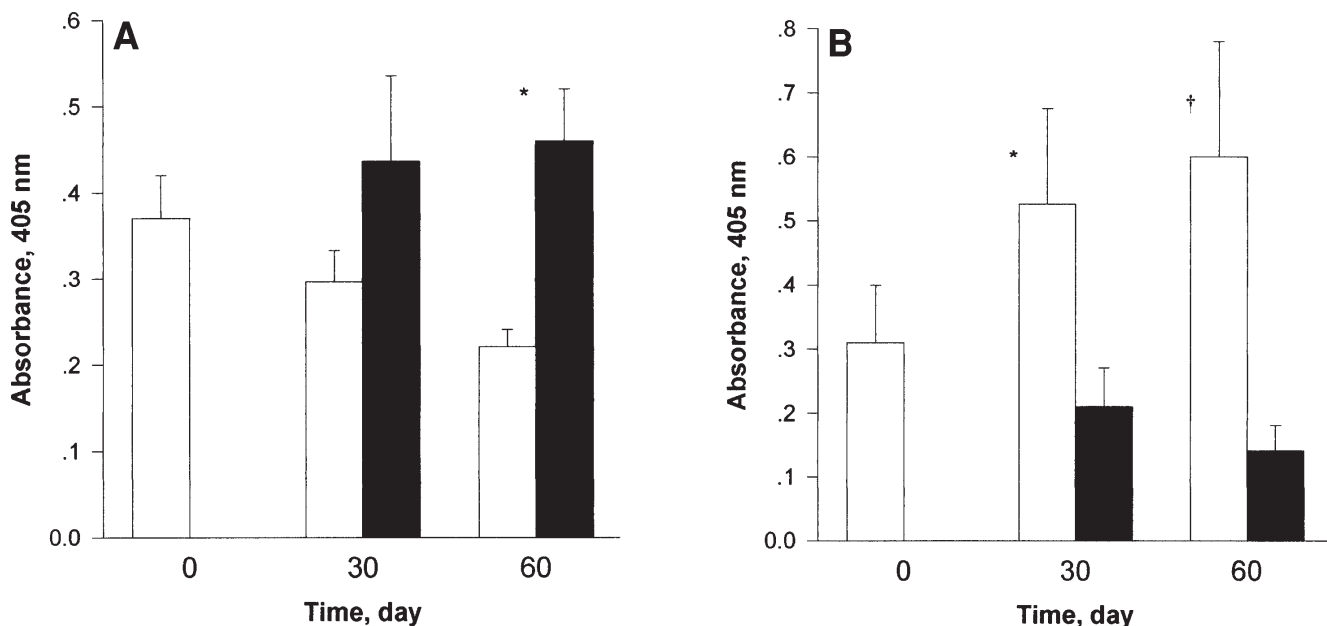 A
.6
.5
.4
.3
.2
.1
0.0
Absorbance, 405 nm
*
0 30 60
Time, day
B
.8
.7
.6
.5
.4
.3
.2
.1
0.0
Absorbance, 405 nm
*
†
0 30 60
Time, day